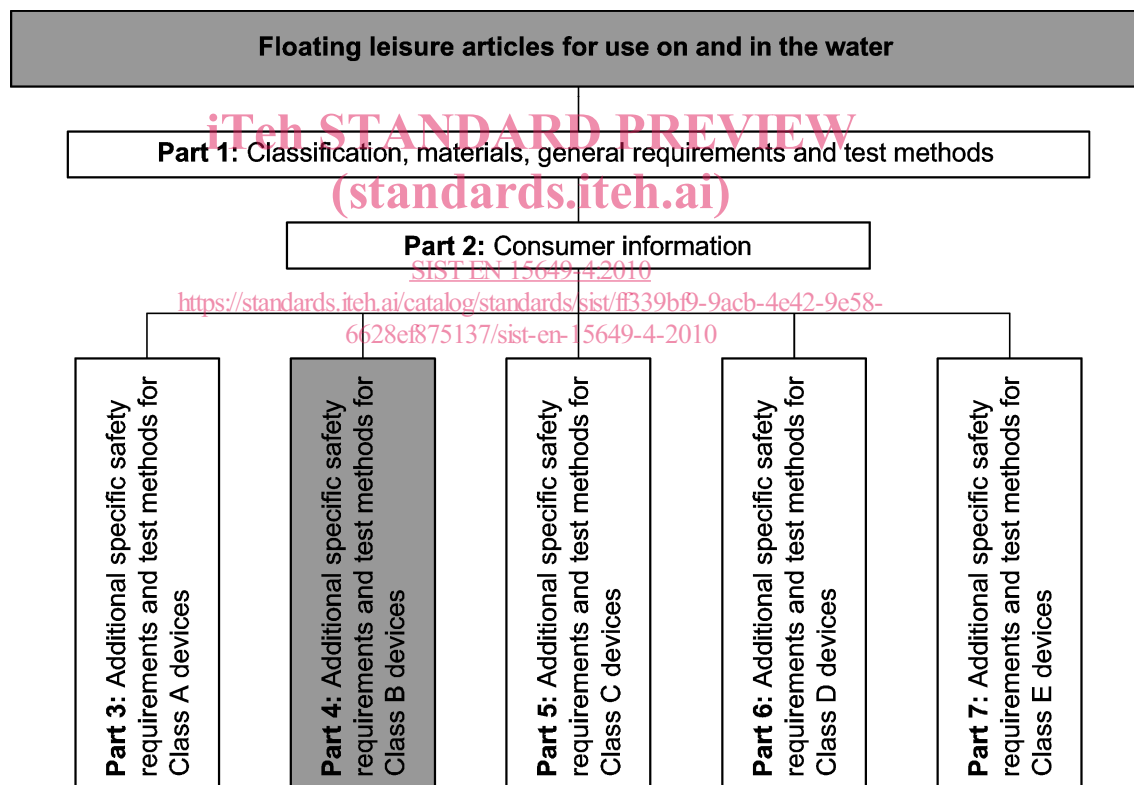 Floating leisure articles for use on and in the water
iTeh STANDARD PREVIEW
Part 1: Classification, materials, general requirements and test methods
(standards.iteh.ai)
Part 2: Consumer information
SIST EN 15649-4:2010
https://standards.iteh.ai/catalog/standards/sist/ff339bf9-9acb-4e42-9e58-
6628ef875137/sist-en-15649-4-2010
Part 3: Additional specific safety
requirements and test methods for
Class A devices
Part 4: Additional specific safety
requirements and test methods for
Class B devices
Part 5: Additional specific safety
requirements and test methods for
Class C devices
Part 6: Additional specific safety
requirements and test methods for
Class D devices
Part 7: Additional specific safety
requirements and test methods for
Class E devices